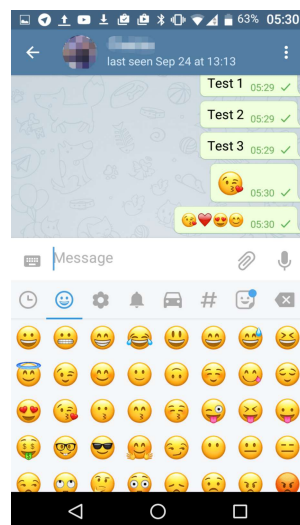 63% 05:30
last seen Sep 24 at 13:13
Test 1 05:29
Test 2 05:29
Test 3 05:29
05:30
05:30
Message
#